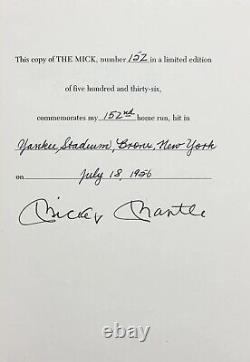 This copy of THE MICK, number 152 in a limited edition
of five hundred and thirty-six,
commemorates my 152nd home run, hit in
Yankee Stadium, Bronx, New York
on July 18, 1956
Mickey Mantle
ebay